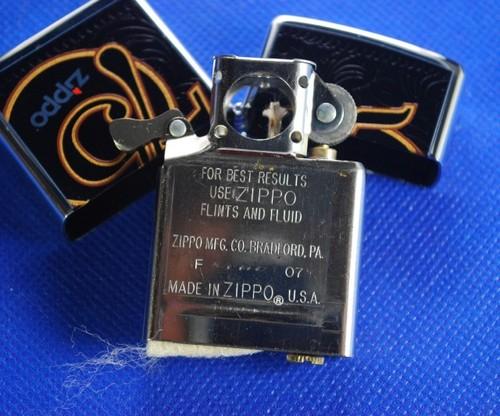 zippo
FOR BEST RESULTS
USE ZIPPO
FLINTS AND FLUID
ZIPPO MFG. CO. BRADFORD, PA.
F 07
MADE IN ZIPPO® U.S.A.